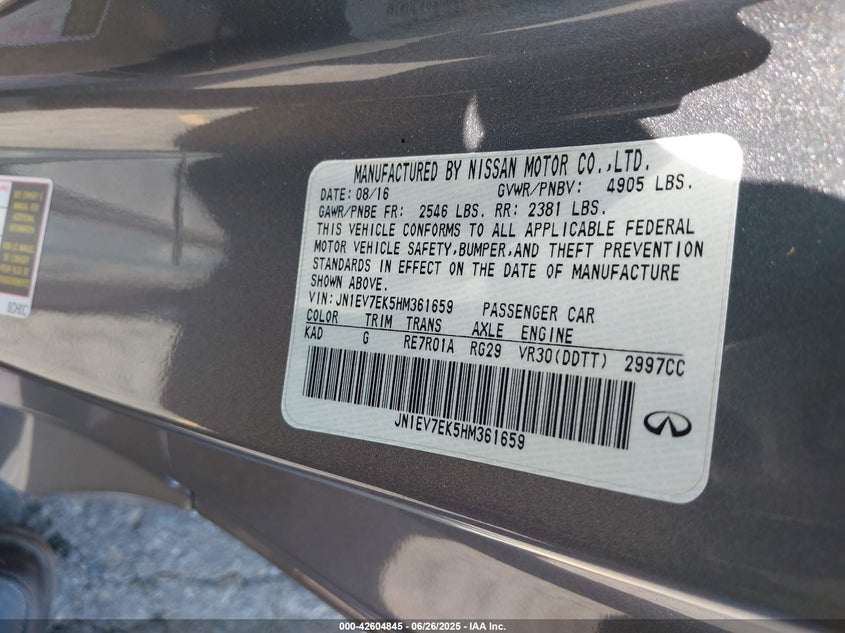 MANUFACTURED BY NISSAN MOTOR CO.,LTD.
DATE: 08/16 GVWR/PNBV: 4905 LBS.
GAWR/PNBE FR: 2546 LBS. RR: 2381 LBS.
THIS VEHICLE CONFORMS TO ALL APPLICABLE FEDERAL
MOTOR VEHICLE SAFETY,BUMPER,AND THEFT PREVENTION
STANDARDS IN EFFECT ON THE DATE OF MANUFACTURE
SHOWN ABOVE.
VIN:JN1EV7EK5HM361659 PASSENGER CAR
COLOR TRIM TRANS AXLE ENGINE
KAD G RE7R01A RG29 VR30(DDTT) 2997CC
JN1EV7EK5HM361659
000-42604845 | 06/26/2025 | IAA Inc.